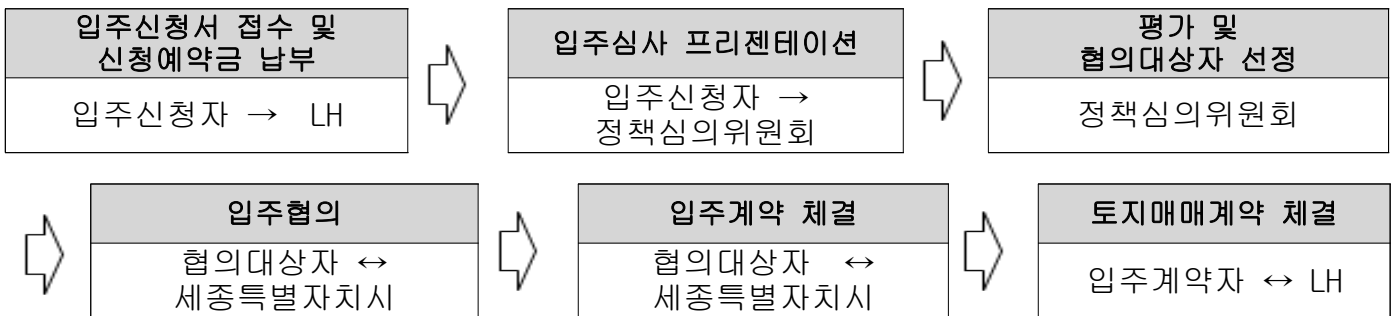 입주신청서 접수 및
신청예약금 납부
입주신청자 → LH
입주심사 프리젠테이션
입주신청자 →
정책심의위원회
평가 및
협의대상자 선정
정책심의위원회
입주협의
협의대상자 ↔
세종특별자치시
입주계약 체결
협의대상자 ↔
세종특별자치시
토지매매계약 체결
입주계약자 ↔ LH